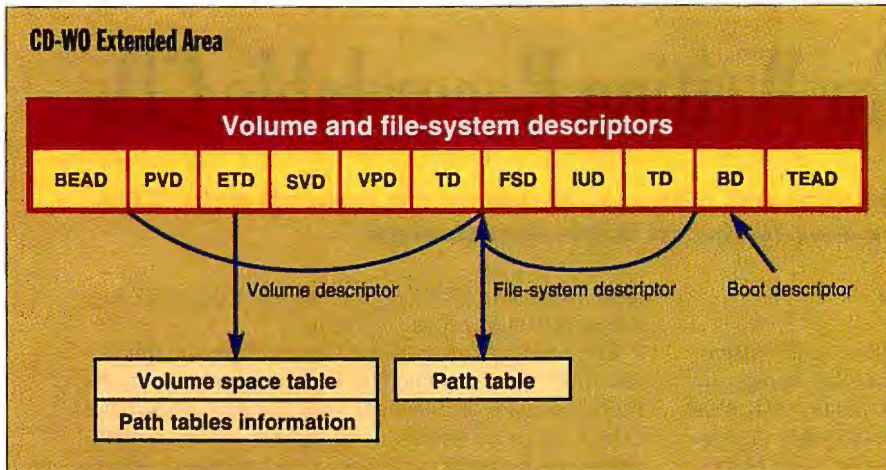 CD-WO Extended Area
Volume and file-system descriptors
BEAD PVD ETD SVD VPD TD FSD IUD TD BD TEAD
Volume descriptor File-system descriptor Boot descriptor
Volume space table Path table
Path tables information